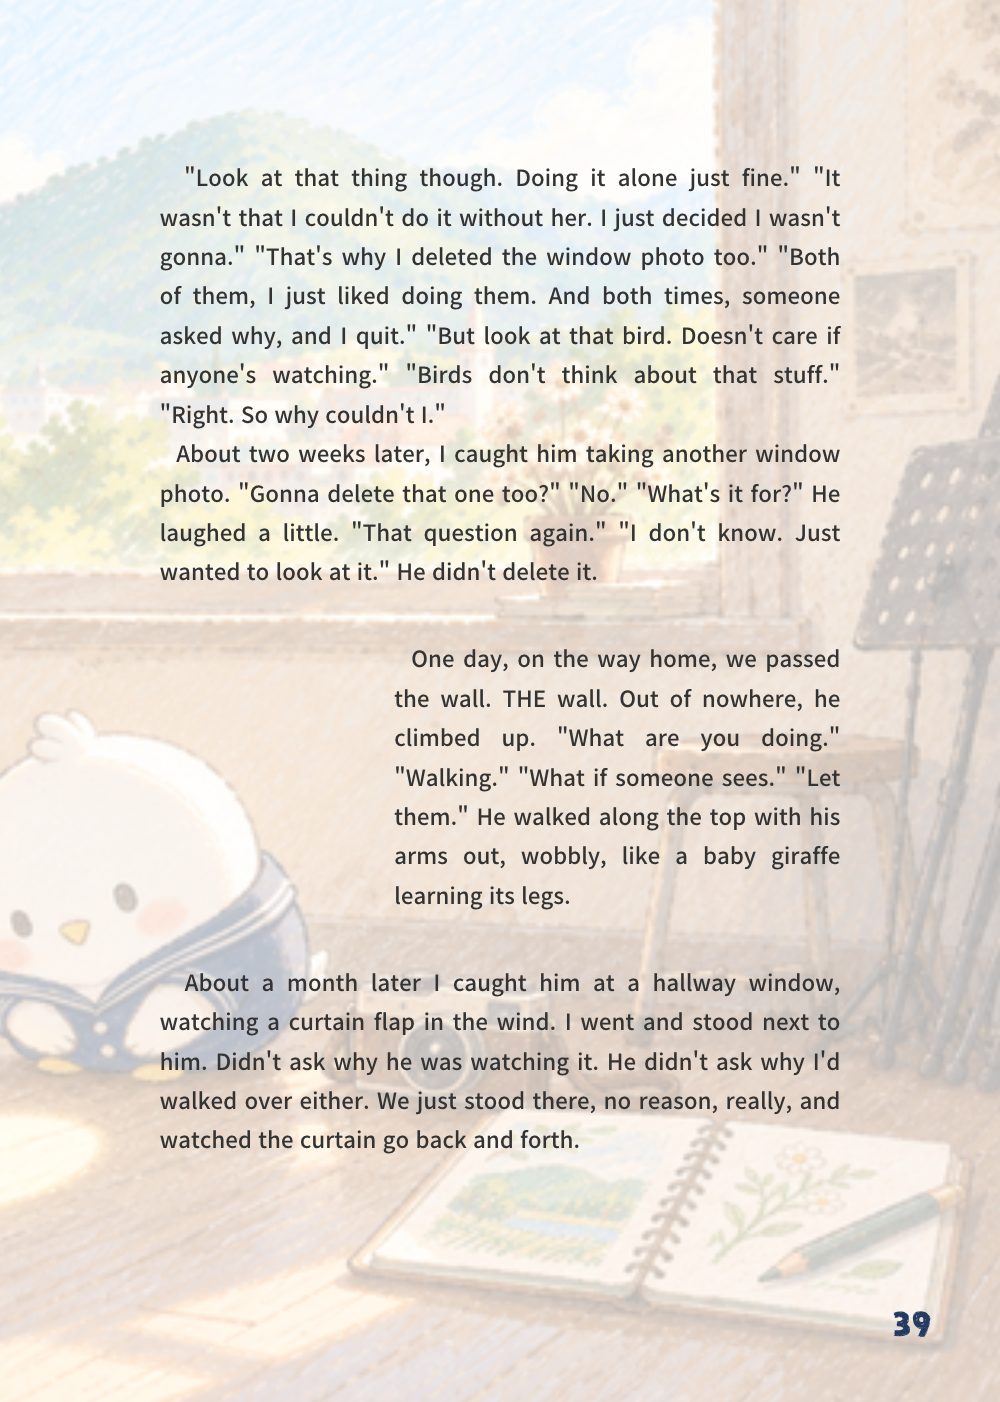 "Look at that thing though. Doing it alone just fine." "It
wasn't that I couldn't do it without her. I just decided I wasn't
gonna." "That's why I deleted the window photo too." "Both
of them, I just liked doing them. And both times, someone
asked why, and I quit." "But look at that bird. Doesn't care if
anyone's watching." "Birds don't think about that stuff."
"Right. So why couldn't I."
About two weeks later, I caught him taking another window
photo. "Gonna delete that one too?" "No." "What's it for?" He
laughed a little. "That question again." "I don't know. Just
wanted to look at it." He didn't delete it.
One day, on the way home, we passed
the wall. THE wall. Out of nowhere, he
climbed up. "What are you doing."
"Walking." "What if someone sees." "Let
them." He walked along the top with his
arms out, wobbly, like a baby giraffe
learning its legs.
About a month later I caught him at a hallway window,
watching a curtain flap in the wind. I went and stood next to
him. Didn't ask why he was watching it. He didn't ask why I'd
walked over either. We just stood there, no reason, really, and
watched the curtain go back and forth.
39